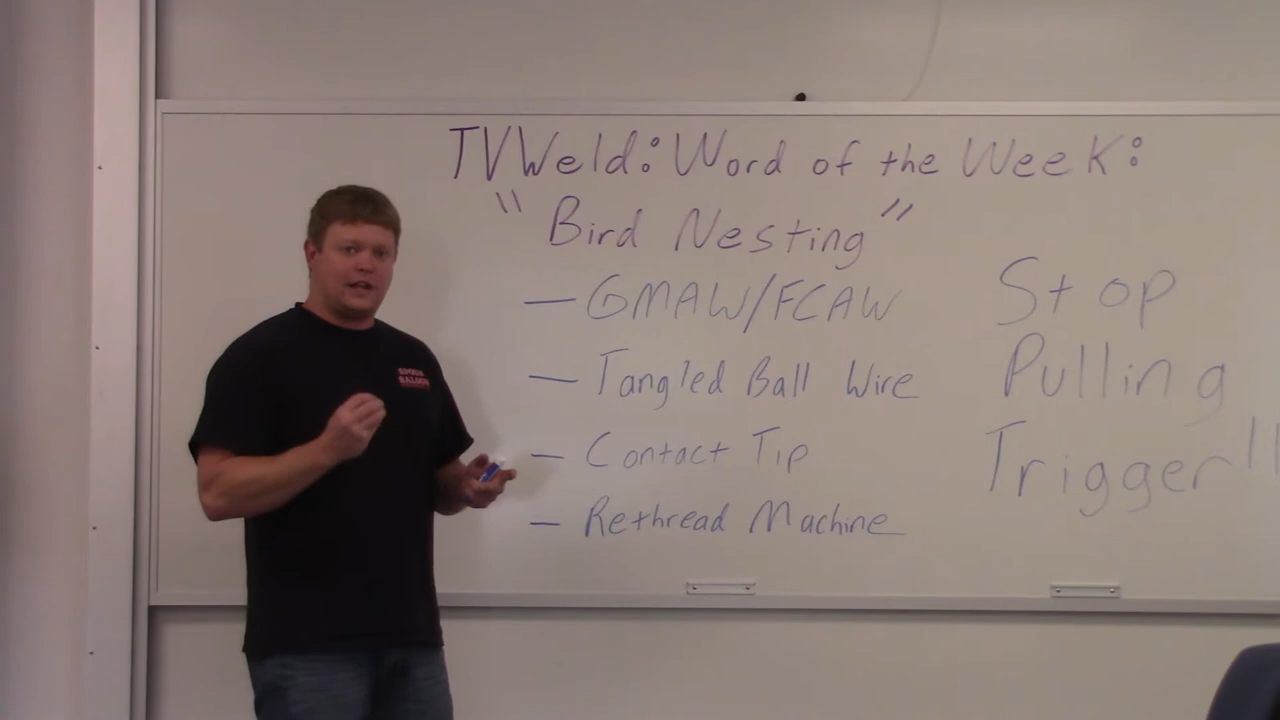 TVWeld: Word of the Week:
"Bird Nesting"
— GMAW/FCAW
— Tangled Ball Wire
— Contact Tip
— Rethread Machine
Stop
Pulling
Trigger!!